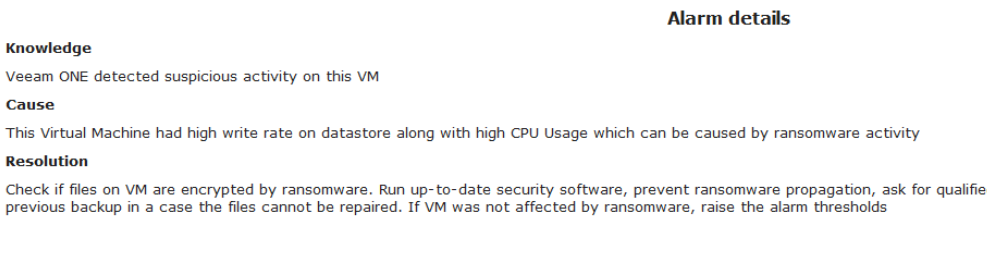 Alarm details
Knowledge
Veeam ONE detected suspicious activity on this VM
Cause
This Virtual Machine had high write rate on datastore along with high CPU Usage which can be caused by ransomware activity
Resolution
Check if files on VM are encrypted by ransomware. Run up-to-date security software, prevent ransomware propagation, ask for qualifie
previous backup in a case the files cannot be repaired. If VM was not affected by ransomware, raise the alarm thresholds